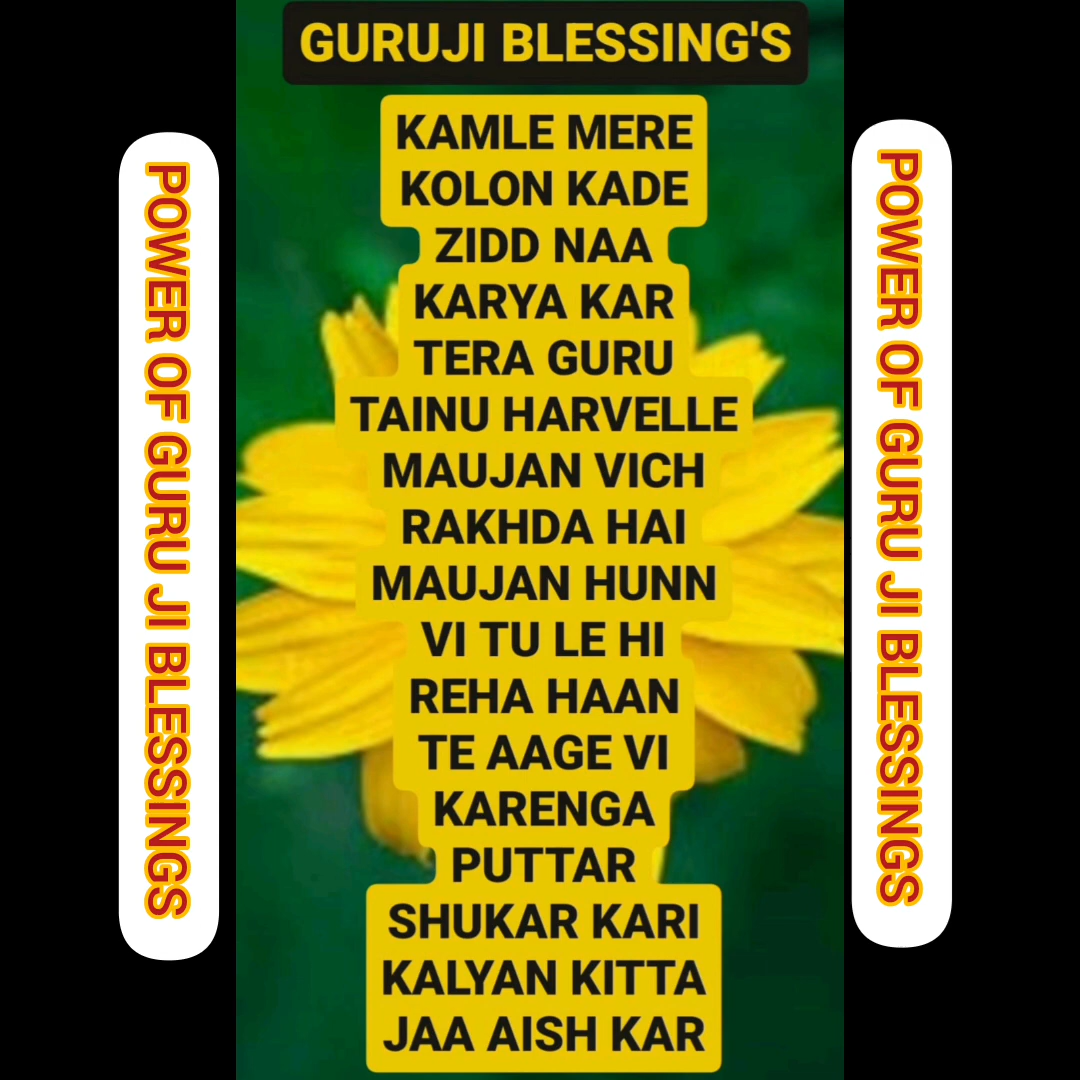 GURUJI BLESSING'S
KAMLE MERE
KOLON KADE
ZIDD NAA
KARYA KAR
TERA GURU
TAINU HARVELLE
MAUJAN VICH
RAKHDA HAI
MAUJAN HUNN
VI TU LE HI
REHA HAAN
TE AAGE VI
KARENGA
PUTTAR
SHUKAR KARI
KALYAN KITTA
JAA AISH KAR
POWER OF GURU JI BLESSINGS
POWER OF GURU JI BLESSINGS